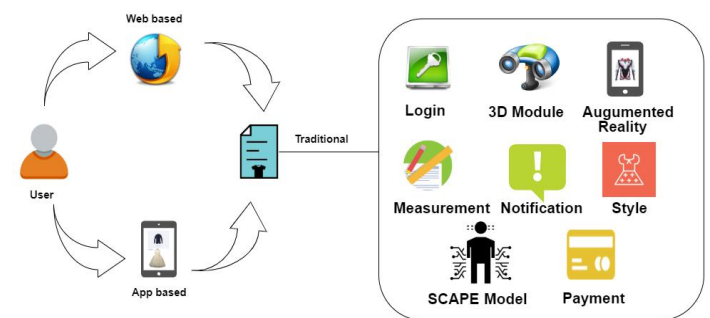 Web based
User
App based
Traditional
Login
3D Module
Augumented
Reality
Measurement
Notification
Style
SCAPE Model
Payment